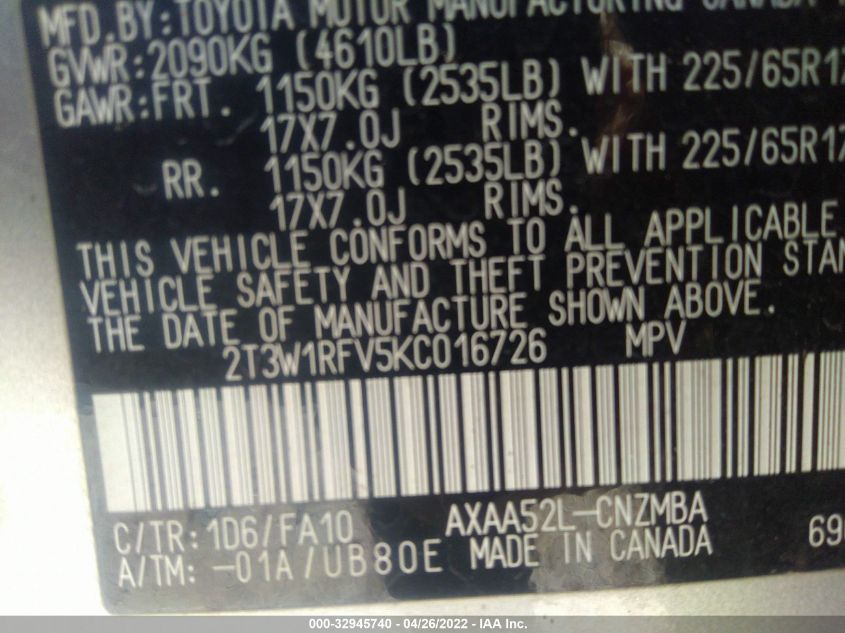 MFD.BY:TOYOTA MOTOR MANUFACTURING CANADA
GVWR:2090KG (4610LB)
GAWR:FRT. 1150KG (2535LB) WITH 225/65R17
17X7.0J RIMS.
RR. 1150KG (2535LB) WITH 225/65R17
17X7.0J RIMS.
THIS VEHICLE CONFORMS TO ALL APPLICABLE
VEHICLE SAFETY AND THEFT PREVENTION STAN
THE DATE OF MANUFACTURE SHOWN ABOVE.
2T3W1RFV5KC016726 MPV
C/TR:1D6/FA10 AXAA52L-CNZMBA
A/TM:-01A/UB80E MADE IN CANADA 69
000-32945740 - 04/26/2022 - IAA Inc.